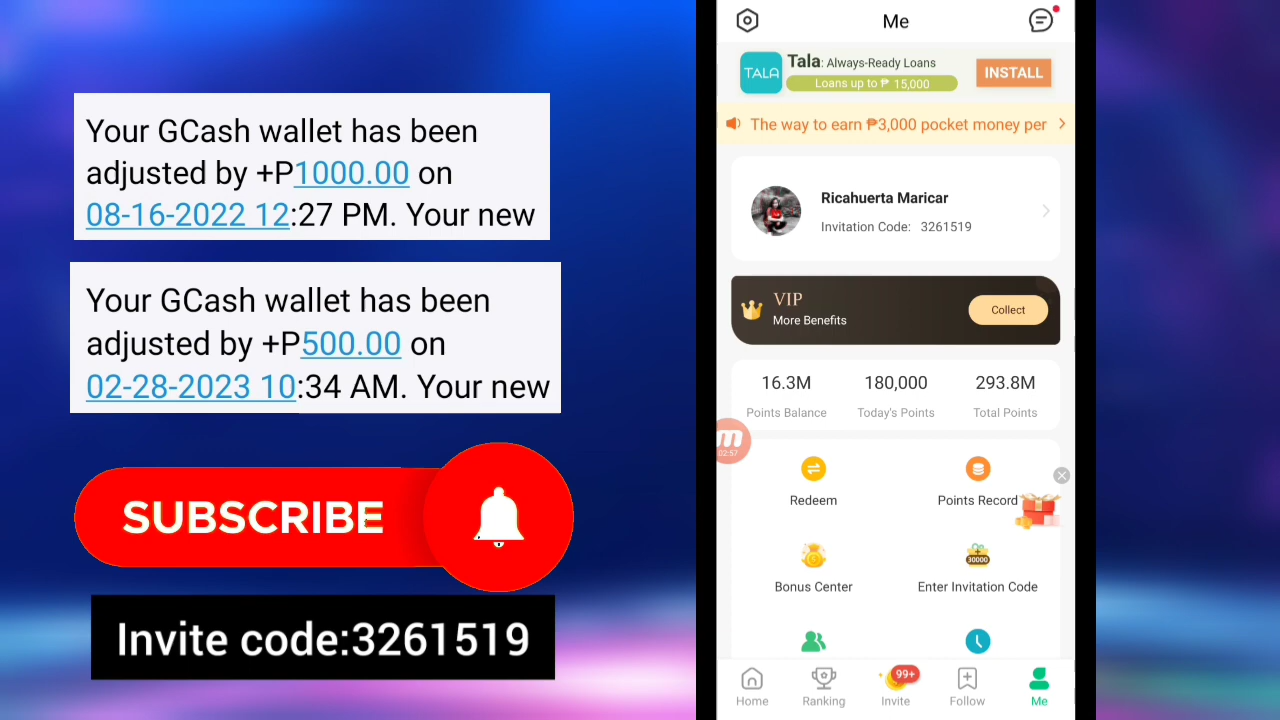 Your GCash wallet has been
adjusted by +P1000.00 on
08-16-2022 12:27 PM. Your new
Your GCash wallet has been
adjusted by +P500.00 on
02-28-2023 10:34 AM. Your new
SUBSCRIBE
Invite code:3261519
Me
TALA
Tala: Always-Ready Loans
Loans up to ₱ 15,000
INSTALL
The way to earn ₱3,000 pocket money per
Ricahuerta Maricar
Invitation Code: 3261519
VIP
More Benefits
Collect
16.3M
180,000
293.8M
Points Balance
Today's Points
Total Points
02:57
Redeem
Points Record
30000
Bonus Center
Enter Invitation Code
99+
Home
Ranking
Invite
Follow
Me